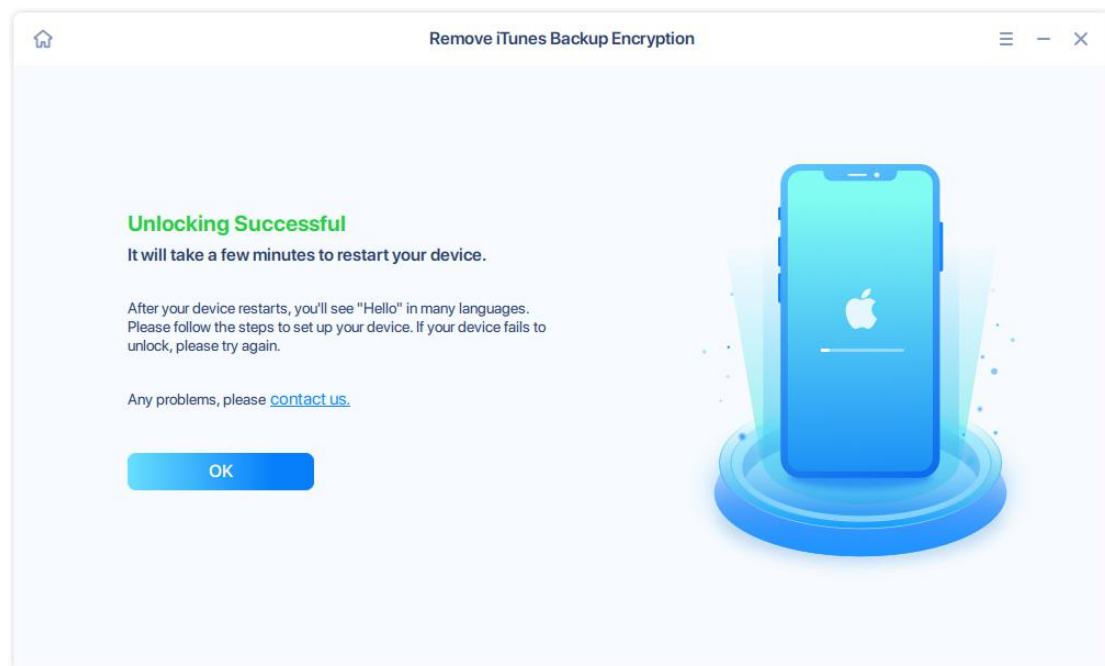 Remove iTunes Backup Encryption
Unlocking Successful
It will take a few minutes to restart your device.
After your device restarts, you'll see "Hello" in many languages.
Please follow the steps to set up your device. If your device fails to
unlock, please try again.
Any problems, please contact us.
OK